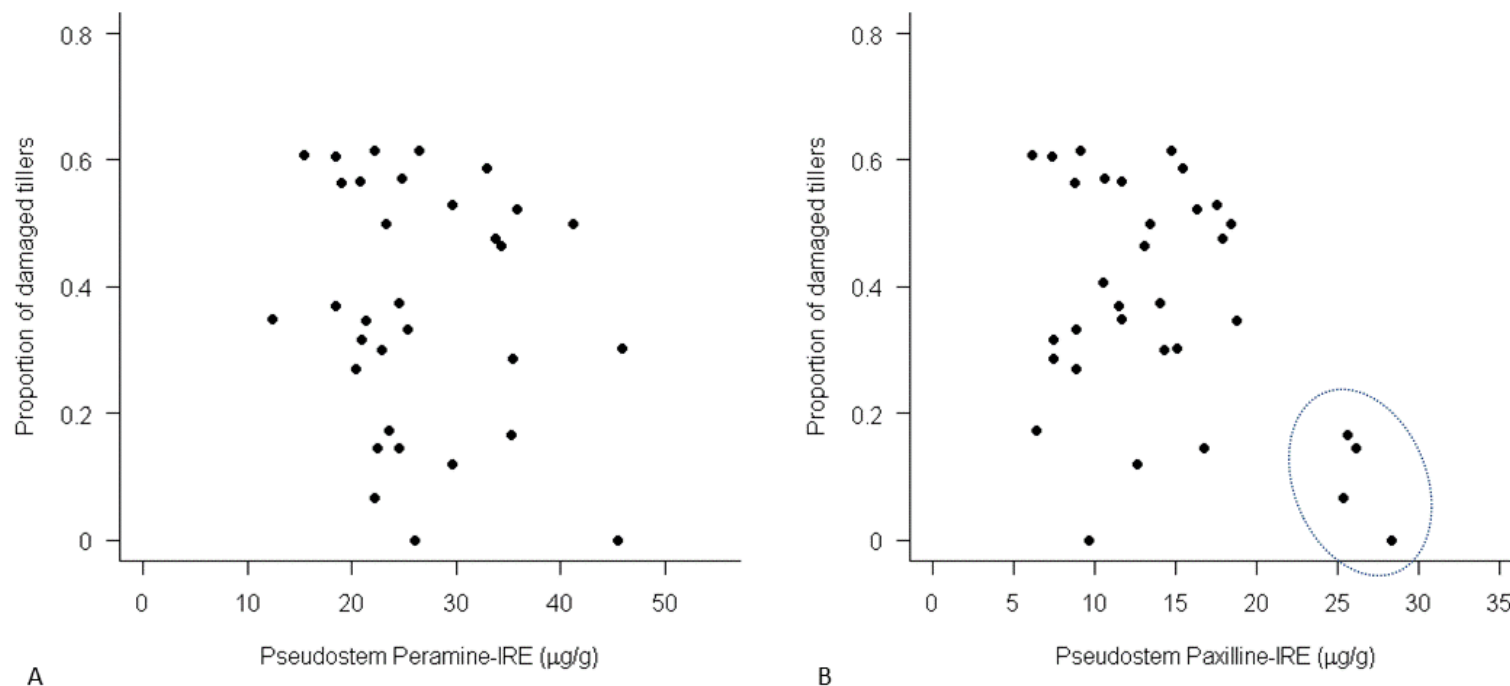 0.8
0.6
0.4
0.2
0
Proportion of damaged tillers
0 10 20 30 40 50
Pseudostem Peramine-IRE (μg/g)
A
0.8
0.6
0.4
0.2
0
Proportion of damaged tillers
0 5 10 15 20 25 30 35
Pseudostem Paxilline-IRE (μg/g)
B